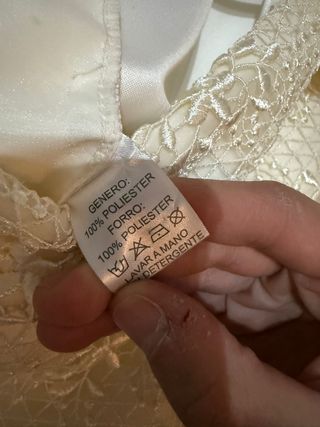 GENERO:
100% POLIESTER
FORRO:
100% POLIESTER
LAVAR A MANO
DETERGENTE